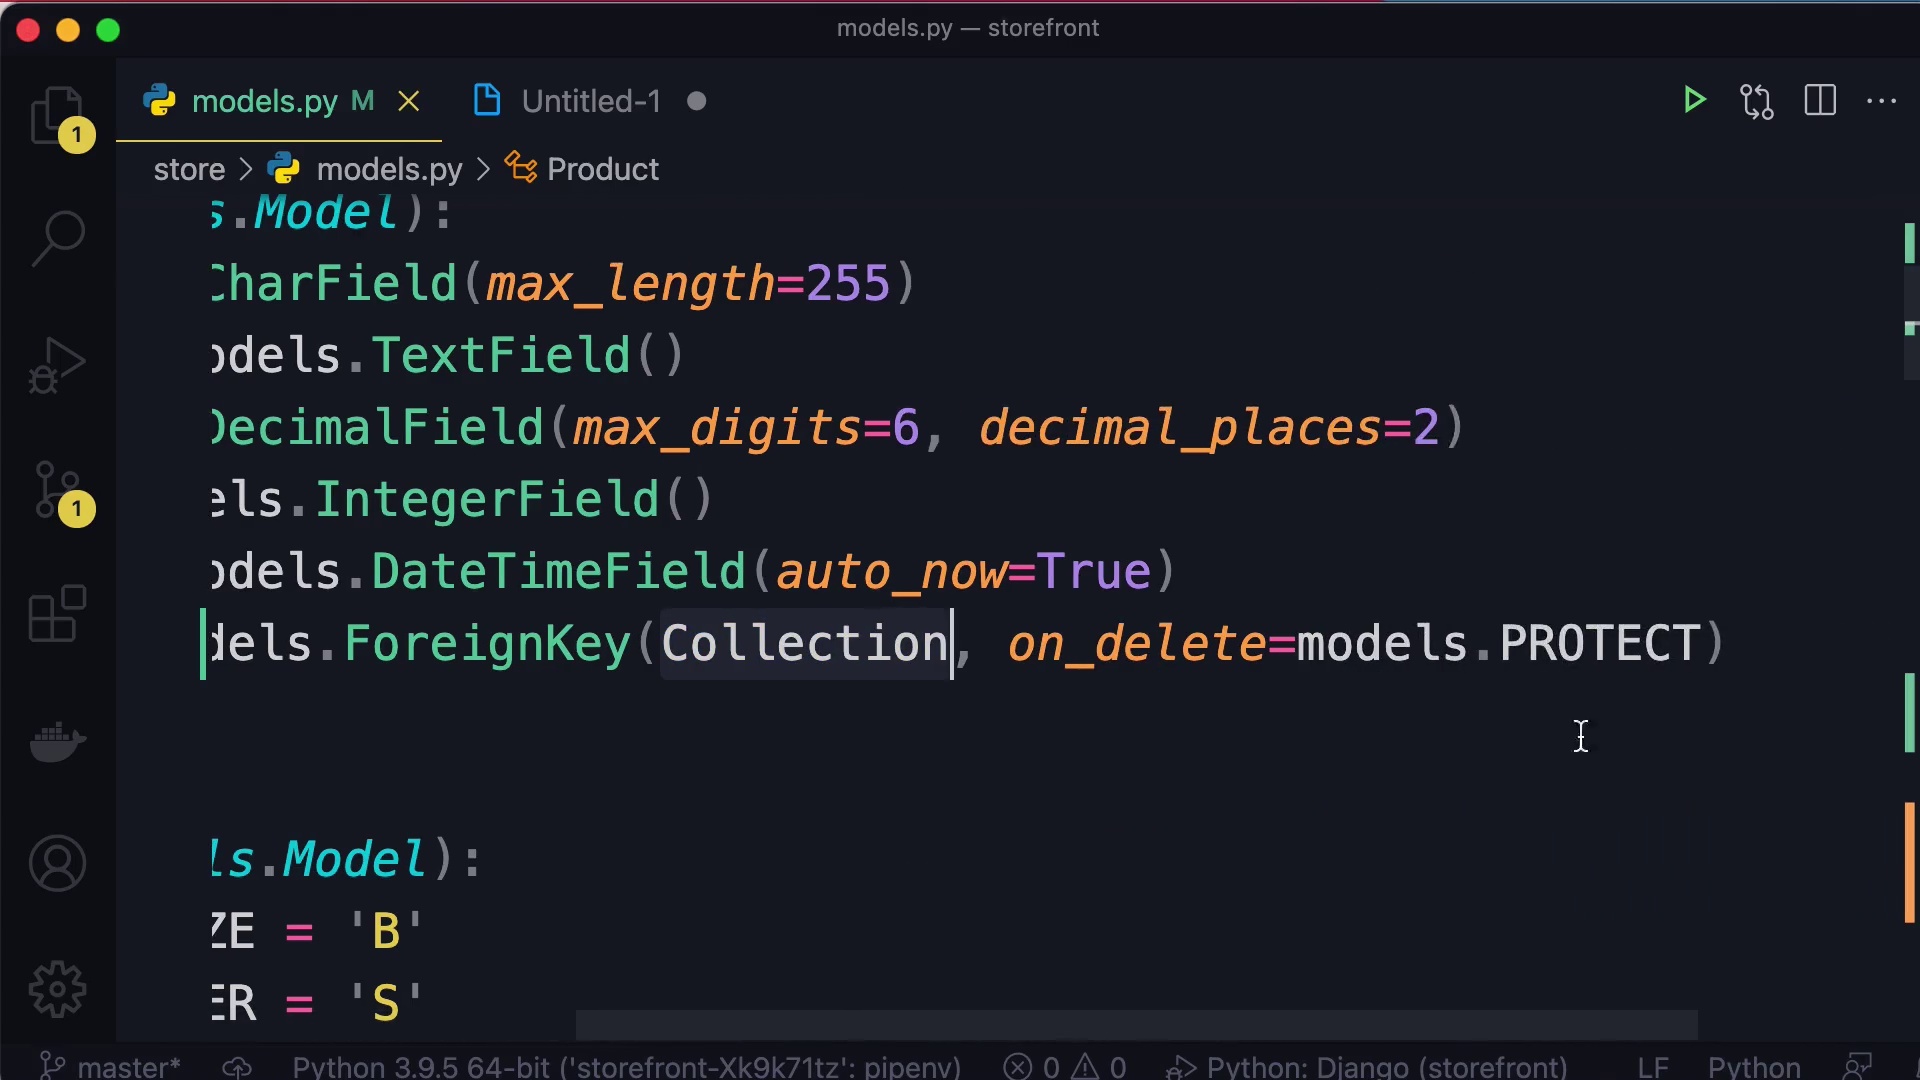 models.py — storefront
models.py M
Untitled-1
1
store > models.py > Product
s.Model):
CharField(max_length=255)
odels.TextField()
DecimalField(max_digits=6, decimal_places=2)
els.IntegerField()
odels.DateTimeField(auto_now=True)
dels.ForeignKey(Collection, on_delete=models.PROTECT)
1
ls.Model):
ZE = 'B'
ER = 'S'
master*
Python 3.9.5 64-bit ('storefront-Xk9k71tz': pipenv)
0
0
Python: Django (storefront)
LF
Python